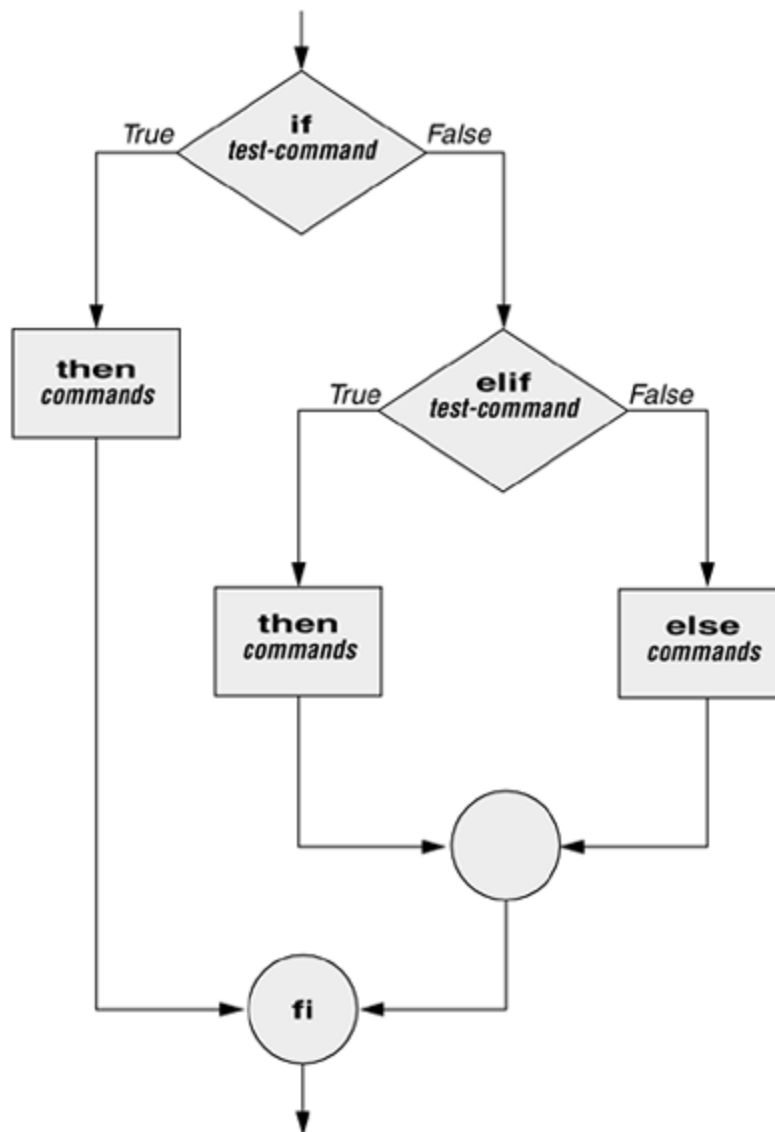 if
test-command
True
False
then
commands
elif
test-command
True
False
then
commands
else
commands
fi